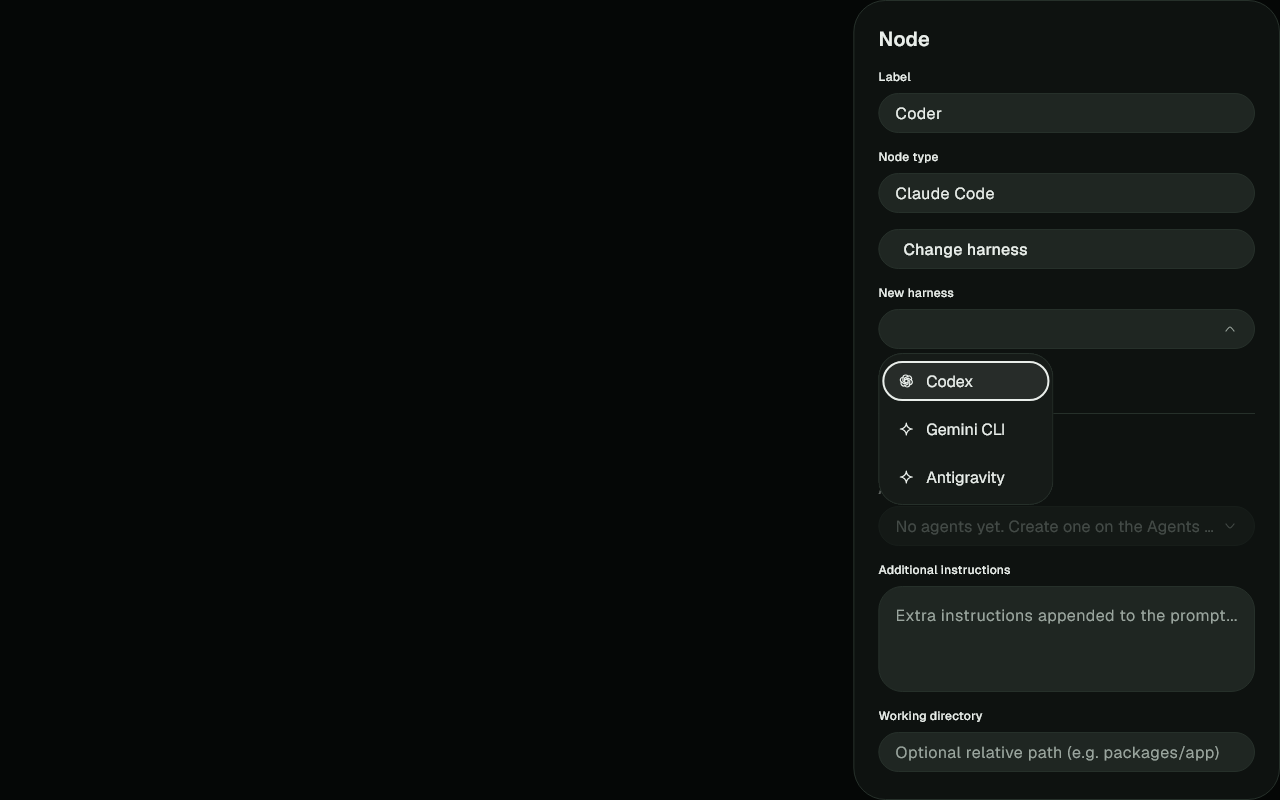 Node
Label
Coder
Node type
Claude Code
Change harness
New harness
Codex
Gemini CLI
Antigravity
No agents yet. Create one on the Agents ...
Additional instructions
Extra instructions appended to the prompt...
Working directory
Optional relative path (e.g. packages/app)